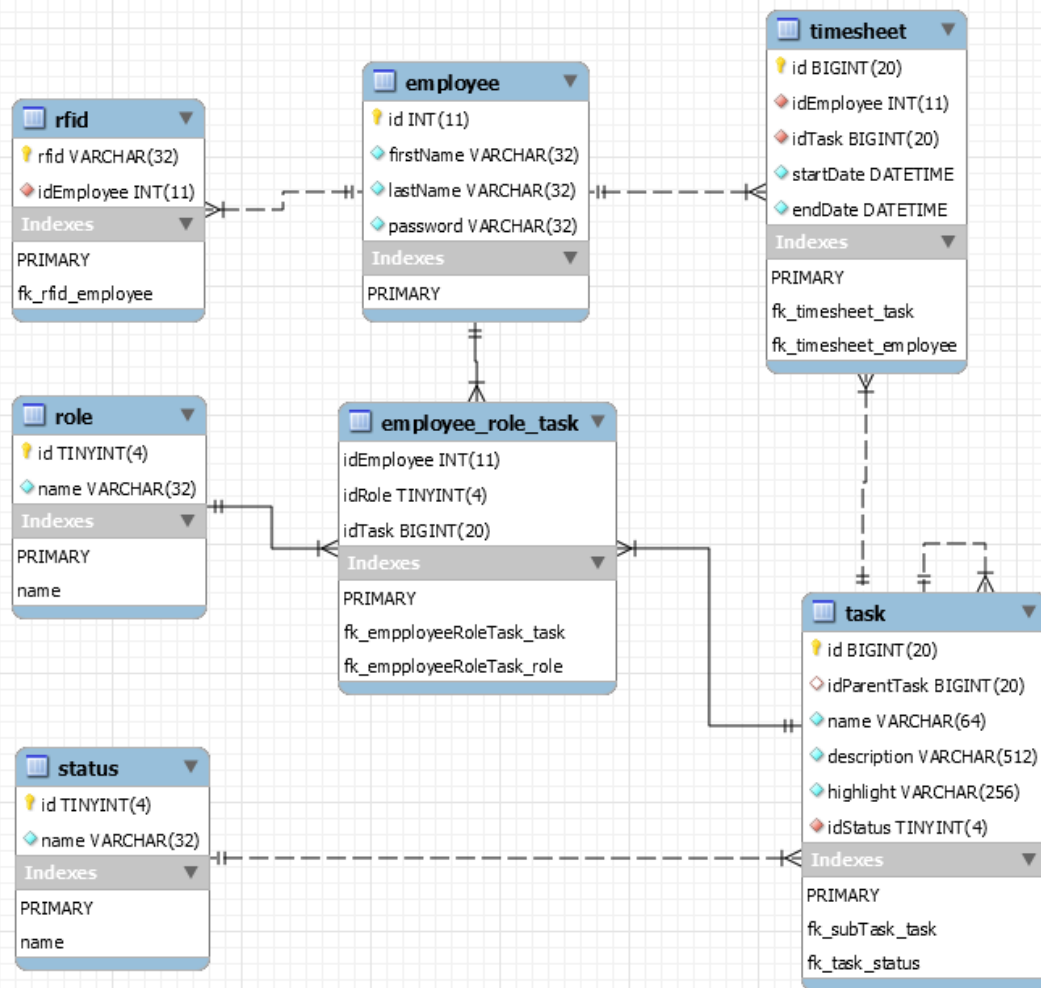 rfid
rfid VARCHAR(32)
idEmployee INT(11)
Indexes
PRIMARY
fk_rfid_employee
employee
id INT(11)
firstName VARCHAR(32)
lastName VARCHAR(32)
password VARCHAR(32)
Indexes
PRIMARY
timesheet
id BIGINT(20)
idEmployee INT(11)
idTask BIGINT(20)
startDate DATETIME
endDate DATETIME
Indexes
PRIMARY
fk_timesheet_task
fk_timesheet_employee
role
id TINYINT(4)
name VARCHAR(32)
Indexes
PRIMARY
name
employee_role_task
idEmployee INT(11)
idRole TINYINT(4)
idTask BIGINT(20)
Indexes
PRIMARY
fk_empployeeRoleTask_task
fk_empployeeRoleTask_role
status
id TINYINT(4)
name VARCHAR(32)
Indexes
PRIMARY
name
task
id BIGINT(20)
idParentTask BIGINT(20)
name VARCHAR(64)
description VARCHAR(512)
highlight VARCHAR(256)
idStatus TINYINT(4)
Indexes
PRIMARY
fk_subTask_task
fk_task_status